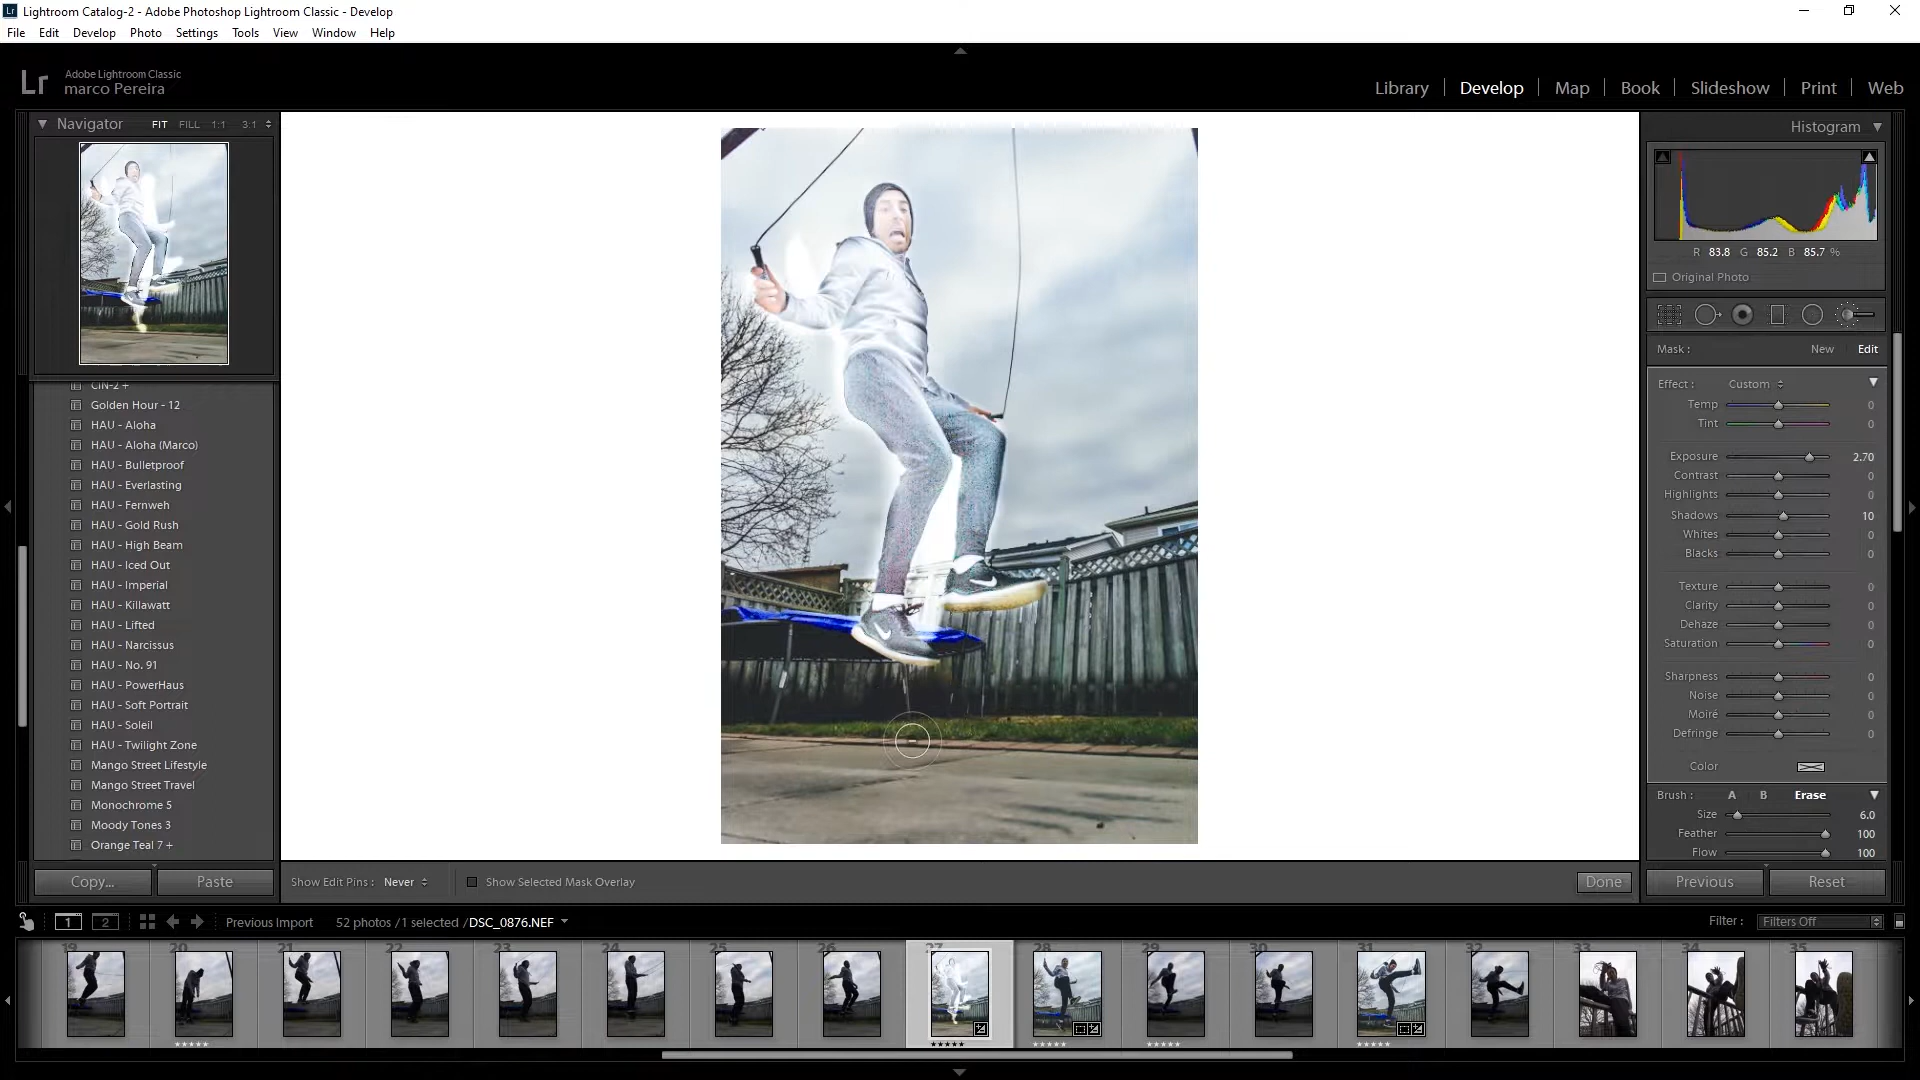 Lightroom Catalog-2 - Adobe Photoshop Lightroom Classic - Develop
File Edit Develop Photo Settings Tools View Window Help
Lr Adobe Lightroom Classic
marco Pereira
Library Develop Map Book Slideshow Print Web
Navigator FIT FILL 1:1 3:1
Histogram
R 83.8 G 85.2 B 85.7 %
Original Photo
Mask : New Edit
Effect : Custom
Temp 0
Tint 0
Exposure 2.70
Contrast 0
Highlights 0
Shadows 10
Whites 0
Blacks 0
Texture 0
Clarity 0
Dehaze 0
Saturation 0
Sharpness 0
Noise 0
Moiré 0
Defringe 0
Color
Brush : A B Erase
Size 6.0
Feather 100
Flow 100
CIN-2 +
Golden Hour - 12
HAU - Aloha
HAU - Aloha (Marco)
HAU - Bulletproof
HAU - Everlasting
HAU - Fernweh
HAU - Gold Rush
HAU - High Beam
HAU - Iced Out
HAU - Imperial
HAU - Killawatt
HAU - Lifted
HAU - Narcissus
HAU - No. 91
HAU - PowerHaus
HAU - Soft Portrait
HAU - Soleil
HAU - Twilight Zone
Mango Street Lifestyle
Mango Street Travel
Monochrome 5
Moody Tones 3
Orange Teal 7 +
Copy... Paste
Show Edit Pins : Never Show Selected Mask Overlay Done
Previous Reset
1 2 Previous Import 52 photos /1 selected /DSC_0876.NEF Filter : Filters Off
19 20 21 22 23 24 25 26 27 28 29 30 31 32 33 34 35